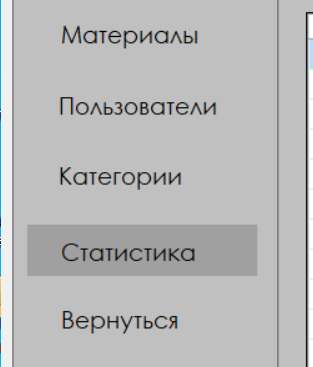 Материалы
Пользователи
Категории
Статистика
Вернуться